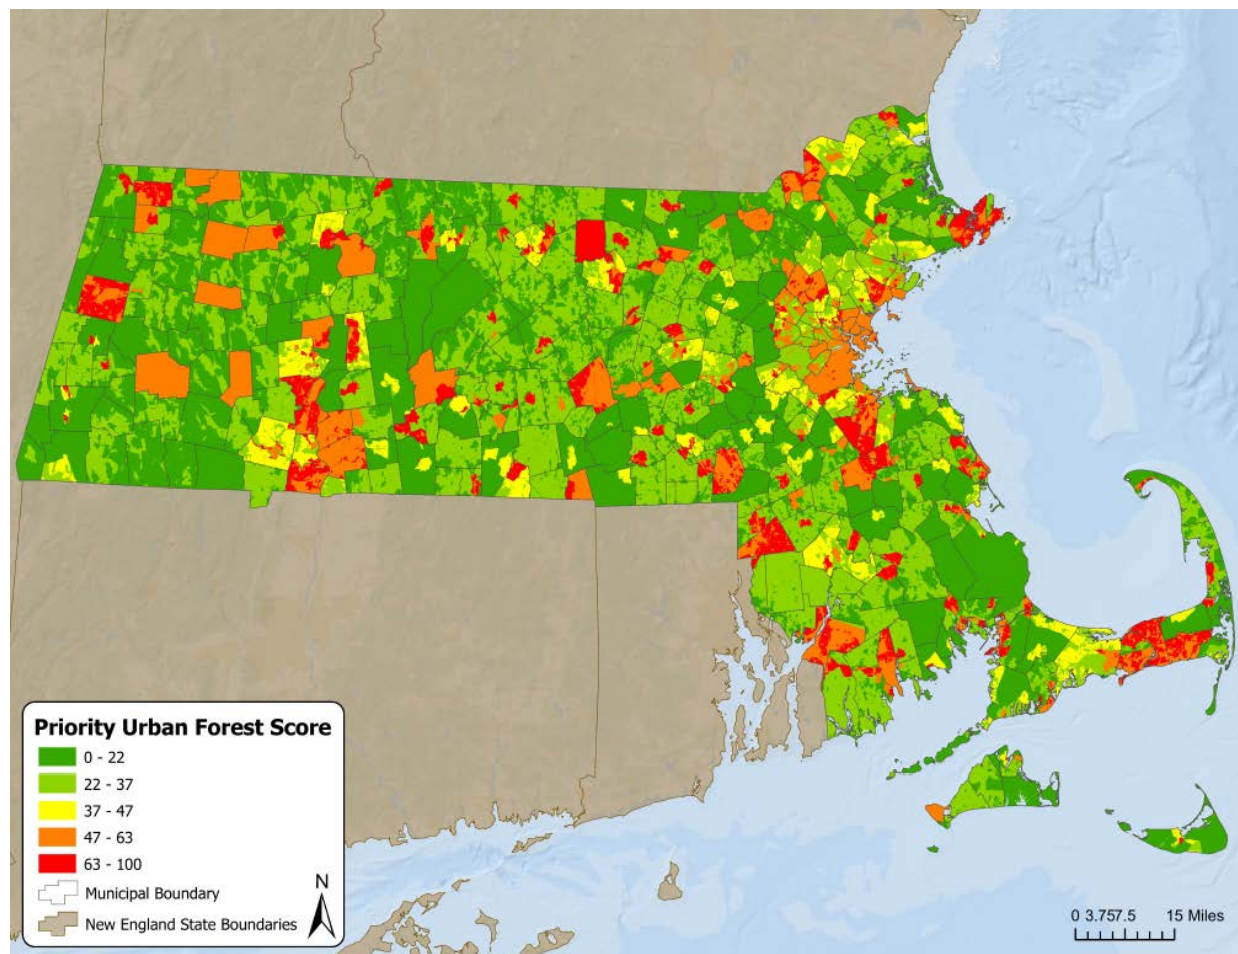 Priority Urban Forest Score
0 - 22
22 - 37
37 - 47
47 - 63
63 - 100
Municipal Boundary
New England State Boundaries
N
0 3.757.5 15 Miles